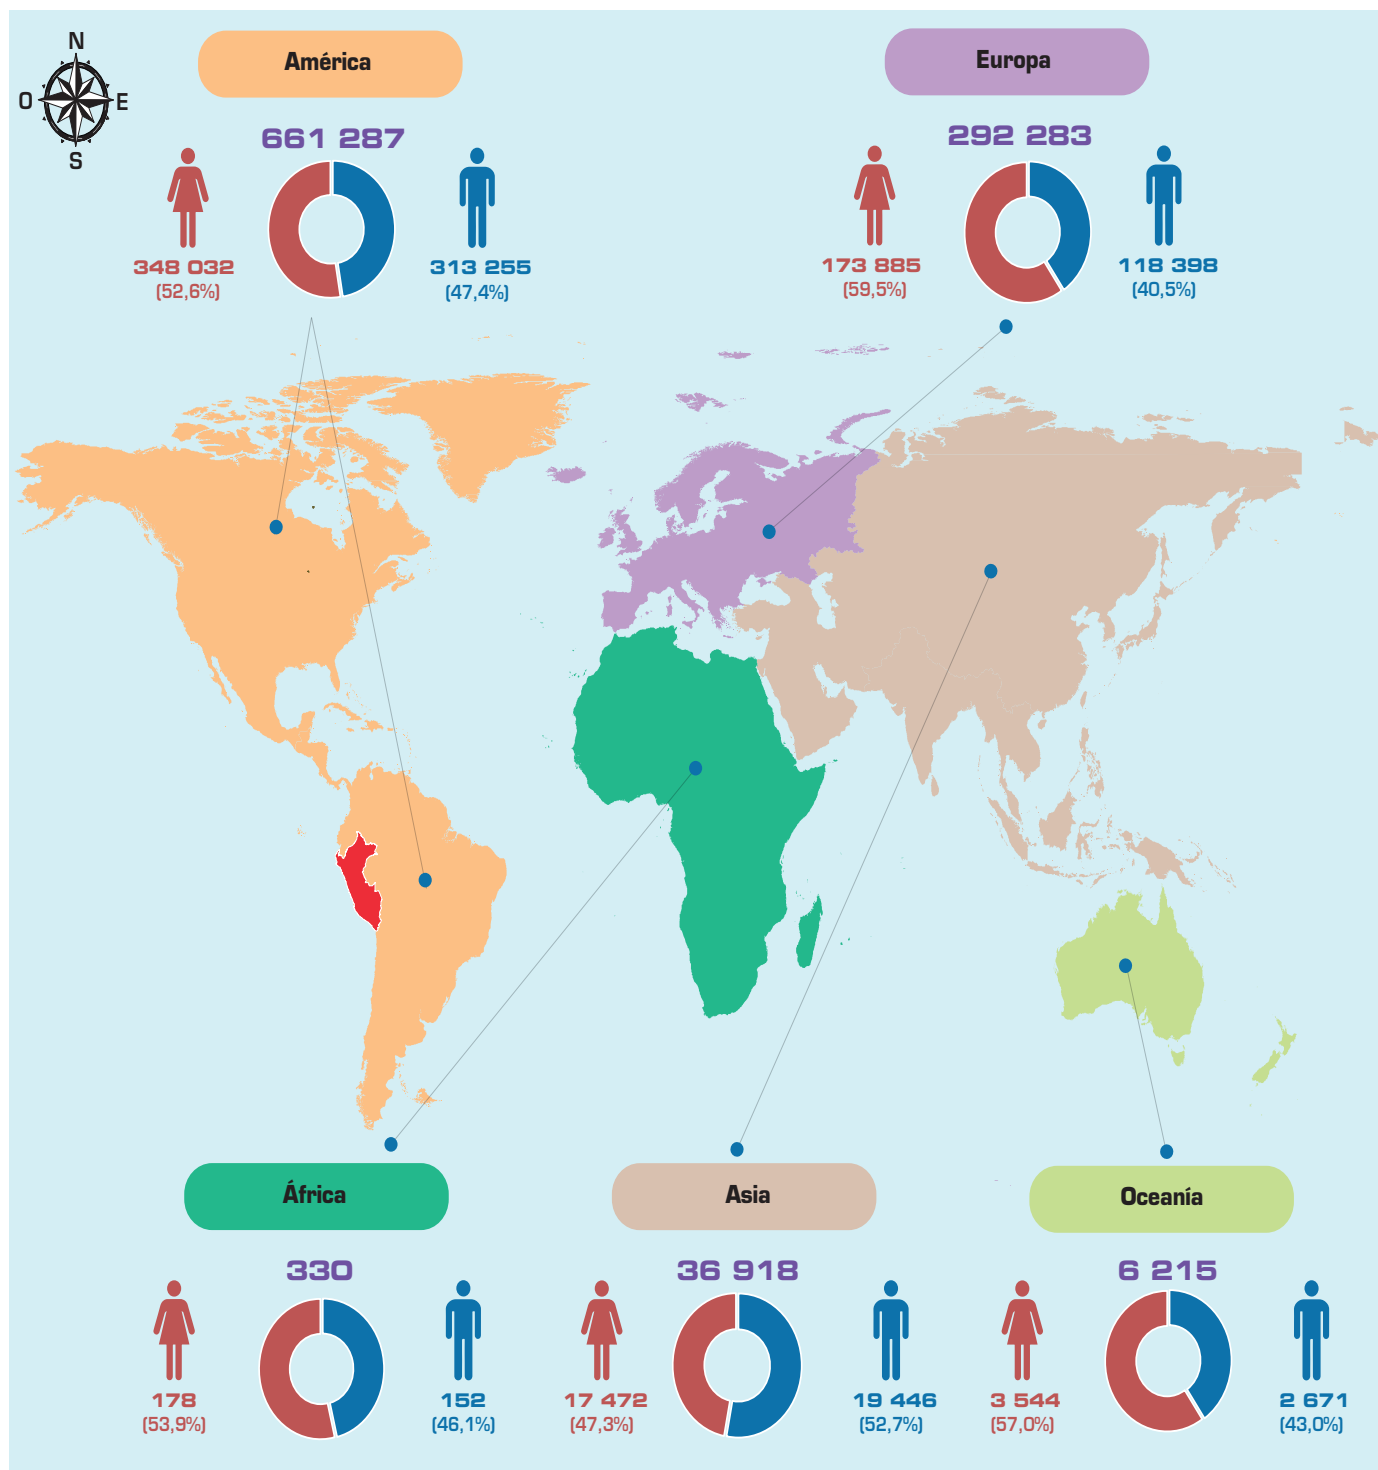 N
O
E
S
América
661 287
348 032
(52,6%)
313 255
(47,4%)
Europa
292 283
173 885
(59,5%)
118 398
(40,5%)
África
330
178
(53,9%)
152
(46,1%)
Asia
36 918
17 472
(47,3%)
19 446
(52,7%)
Oceanía
6 215
3 544
(57,0%)
2 671
(43,0%)